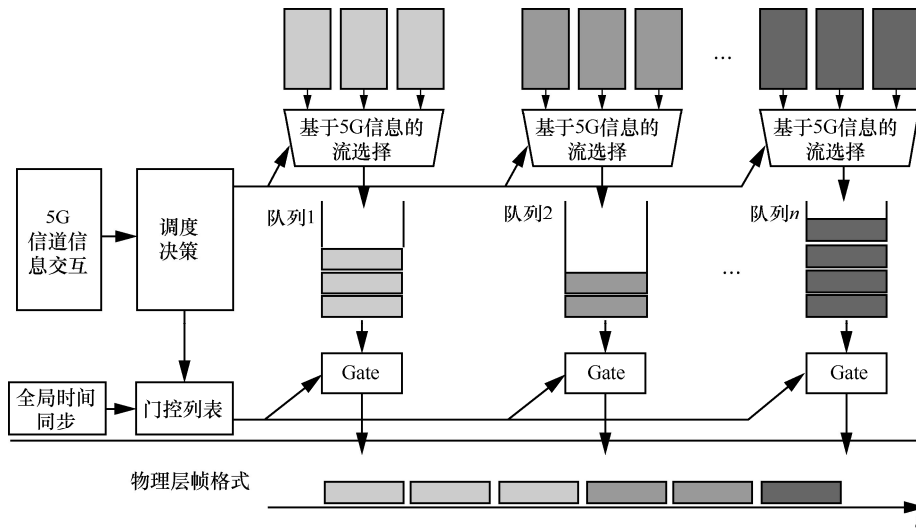 ...
基于5G信息的
流选择
基于5G信息的
流选择
基于5G信息的
流选择
5G
信道信
息交互
调度
决策
队列1
队列2
队列n
...
Gate
Gate
Gate
全局时间
同步
门控列表
物理层帧格式